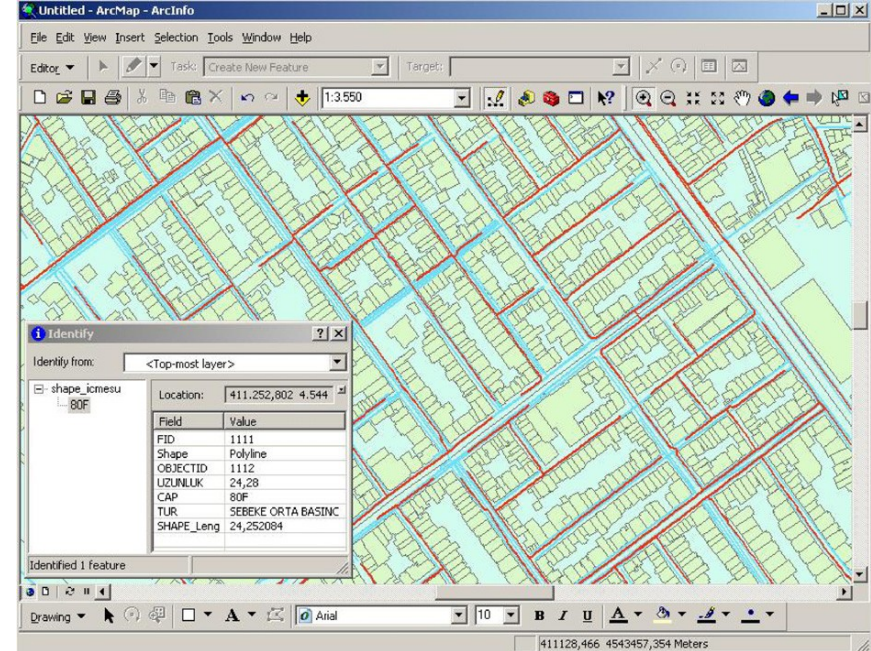 Untitled - ArcMap - ArcInfo
File Edit View Insert Selection Tools Window Help
Editor Task: Create New Feature Target:
1:3.550
Identify
Identify from: <Top-most layer>
shape_icmesu
80F
Location: 411.252,802 4.544
Field Value
FID 1111
Shape Polyline
OBJECTID 1112
UZUNLUK 24,28
CAP 80F
TUR SEBEKE ORTA BASINC
SHAPE_Leng 24,252084
Identified 1 feature
Drawing A Arial 10 B I U A
411128,466 4543457,354 Meters